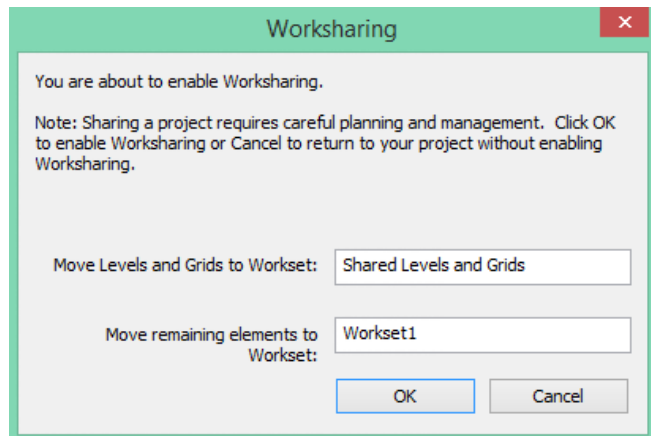 Worksharing
You are about to enable Worksharing.
Note: Sharing a project requires careful planning and management. Click OK
to enable Worksharing or Cancel to return to your project without enabling
Worksharing.
Move Levels and Grids to Workset: Shared Levels and Grids
Move remaining elements to Workset1
Workset:
OK Cancel